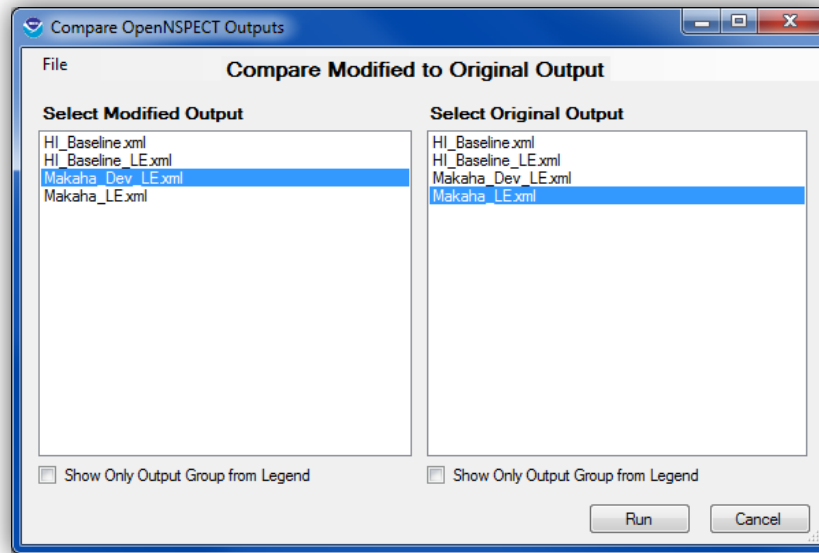 Compare OpenNSPECT Outputs
File
Compare Modified to Original Output
Select Modified Output
HI_Baseline.xml
HI_Baseline_LE.xml
Makaha_Dev_LE.xml
Makaha_LE.xml
Show Only Output Group from Legend
Select Original Output
HI_Baseline.xml
HI_Baseline_LE.xml
Makaha_Dev_LE.xml
Makaha_LE.xml
Show Only Output Group from Legend
Run
Cancel